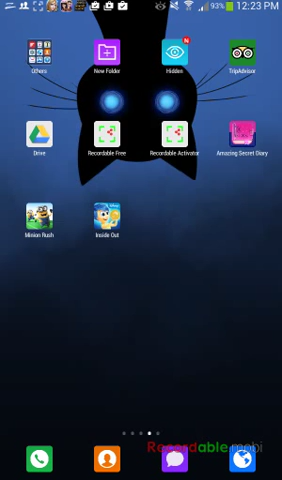 93% 12:23 PM
Others New Folder Hidden TripAdvisor
N
Drive Recordable Free Recordable Activator Amazing Secret Diary
Minion Rush Inside Out
Recordable.mobi